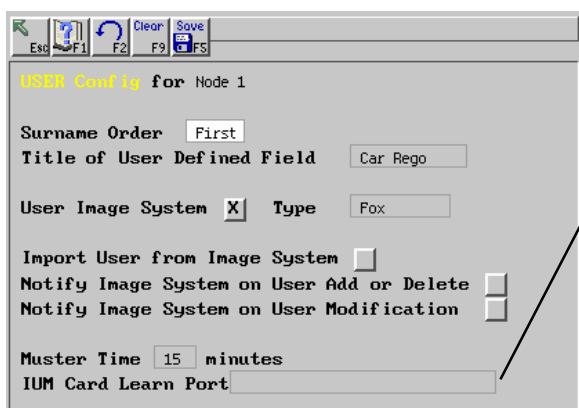 Esc F1 F2 Clear F9 Save F5
USER Config for Node 1
Surname Order First
Title of User Defined Field Car Rego
User Image System X Type Fox
Import User from Image System
Notify Image System on User Add or Delete
Notify Image System on User Modification
Muster Time 15 minutes
IUM Card Learn Port